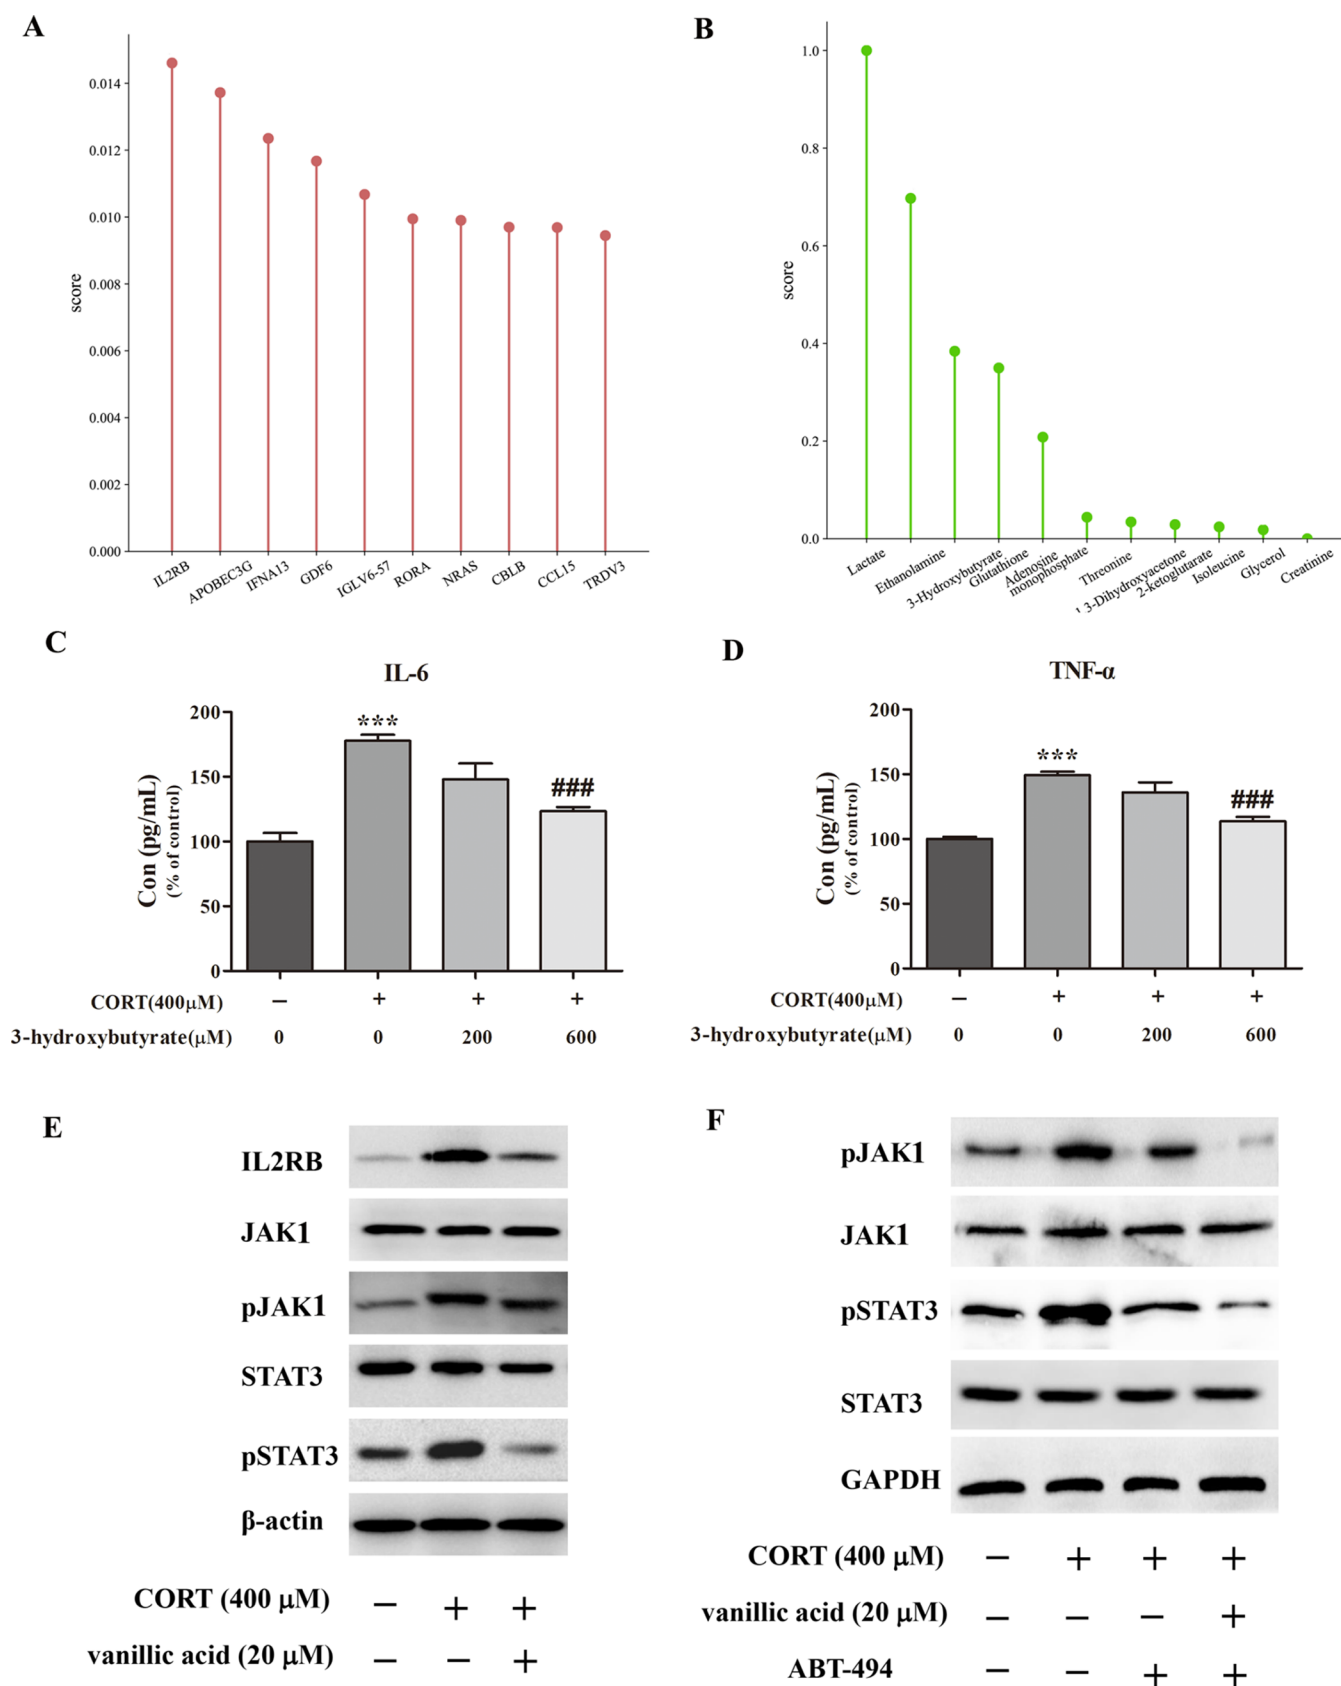 A
score
0.014
0.012
0.010
0.008
0.006
0.004
0.002
0.000
IL2RB
APOBEC3G
IFNA13
GDF6
IGLV6-57
RORA
NRAS
CBLB
CCL15
TRDV3
B
score
1.0
0.8
0.6
0.4
0.2
0.0
Lactate
Ethanolamine
3-Hydroxybutyrate
Glutathione
Adenosine
monophosphate
Threonine
3-Dihydroxyacetone
2-ketoglutarate
Isoleucine
Glycerol
Creatinine
C
IL-6
Con (pg/mL)
(% of control)
200
150
100
50
0
***
###
CORT(400μM) − + + +
3-hydroxybutyrate(μM) 0 0 200 600
D
TNF-α
Con (pg/mL)
(% of control)
200
150
100
50
0
***
###
CORT(400μM) − + + +
3-hydroxybutyrate(μM) 0 0 200 600
E
IL2RB
JAK1
pJAK1
STAT3
pSTAT3
β-actin
CORT (400 μM) − + +
vanillic acid (20 μM) − − +
F
pJAK1
JAK1
pSTAT3
STAT3
GAPDH
CORT (400 μM) − + + +
vanillic acid (20 μM) − − − +
ABT-494 − − + +